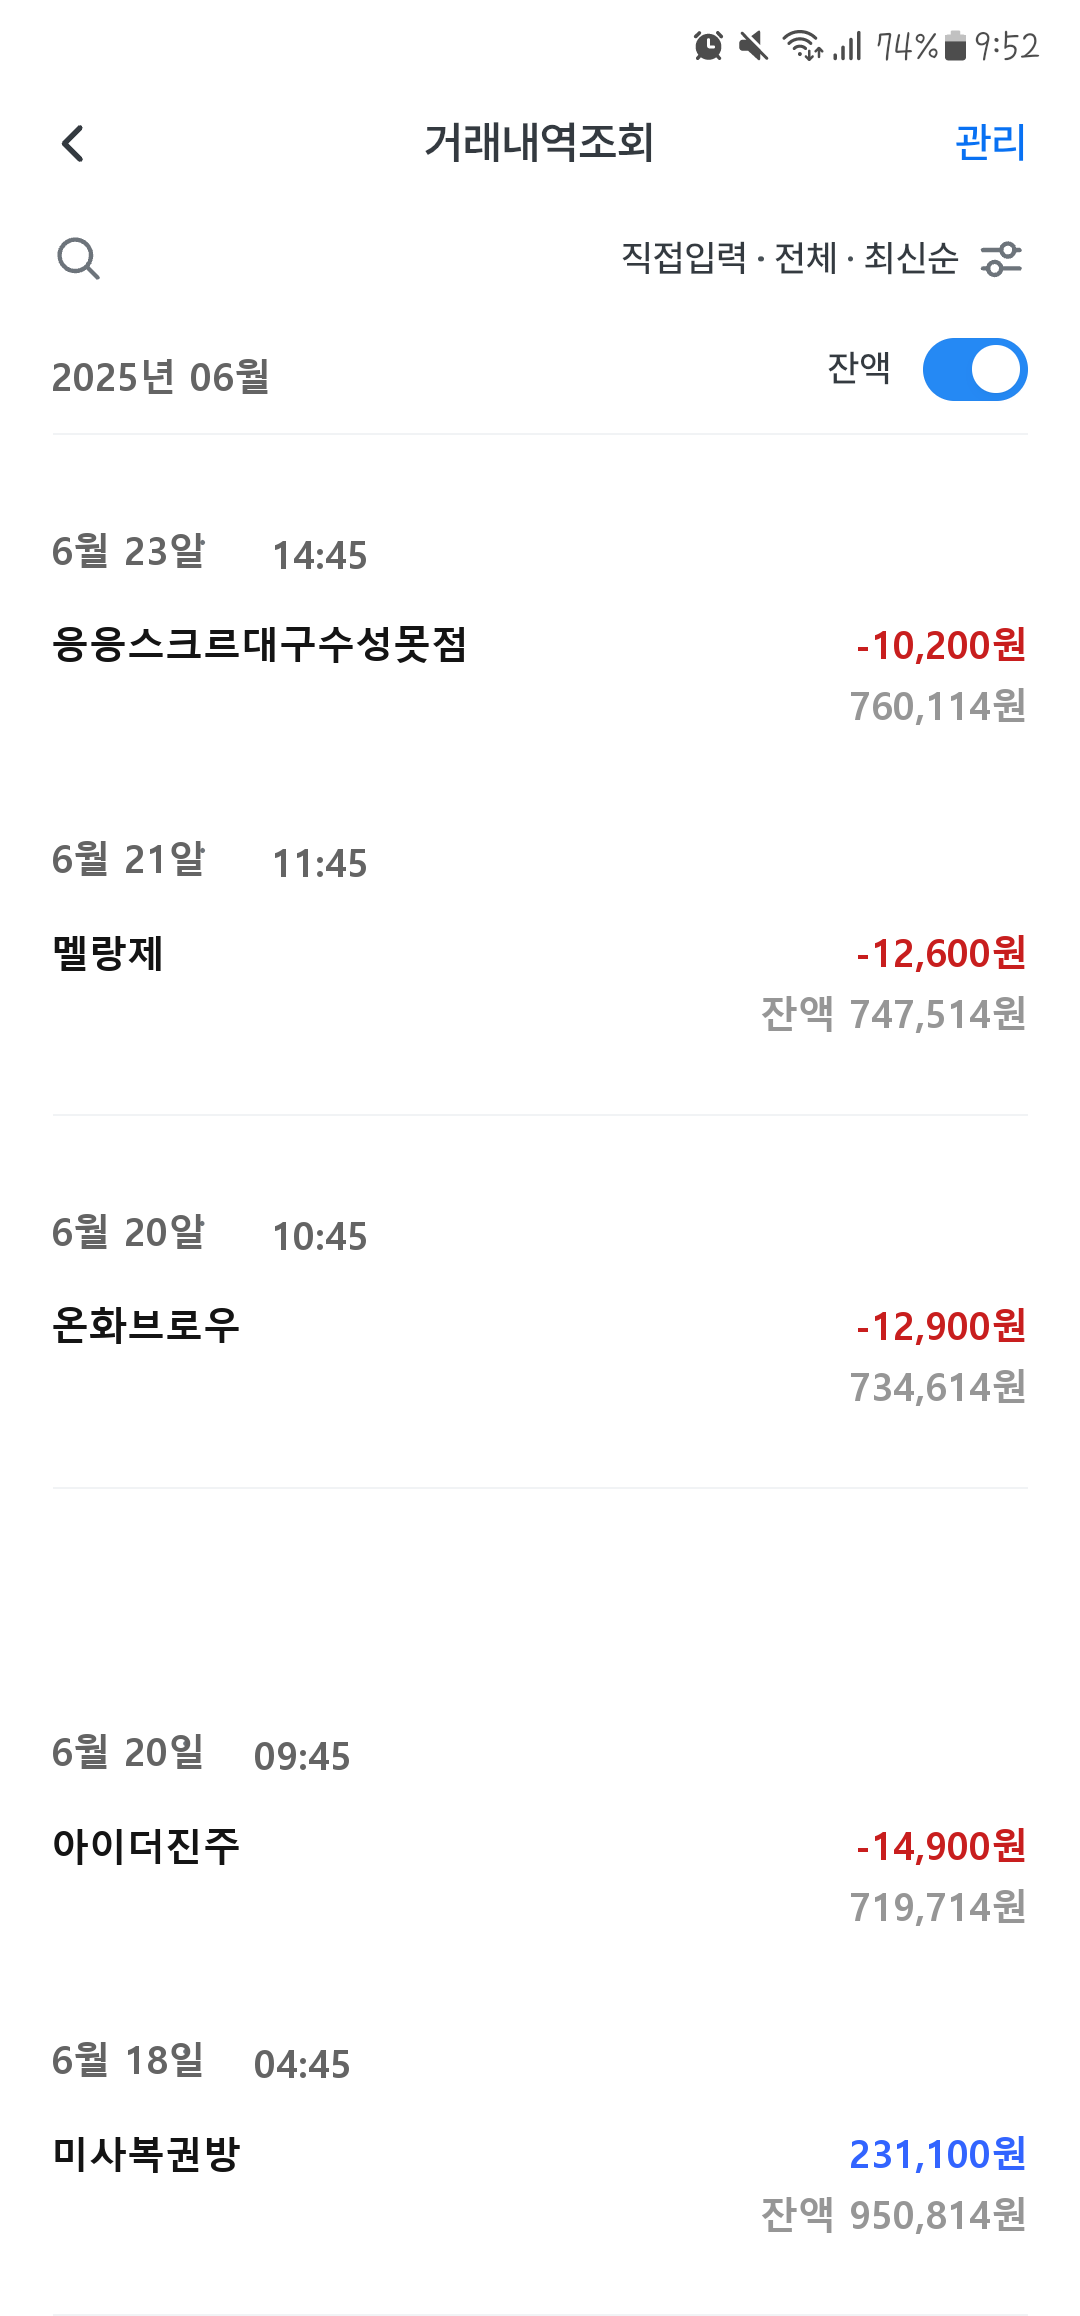 74% 9:52
거래내역조회 관리
직접입력 · 전체 · 최신순
2025년 06월 잔액
6월 23알 14:45
응응스크르대구수성못점 -10,200원
760,114원
6월 21알 11:45
멜랑제 -12,600원
잔액 747,514원
6월 20알 10:45
온화브로우 -12,900원
734,614원
6월 20일 09:45
아이더진주 -14,900원
719,714원
6월 18일 04:45
미사복권방 231,100원
잔액 950,814원